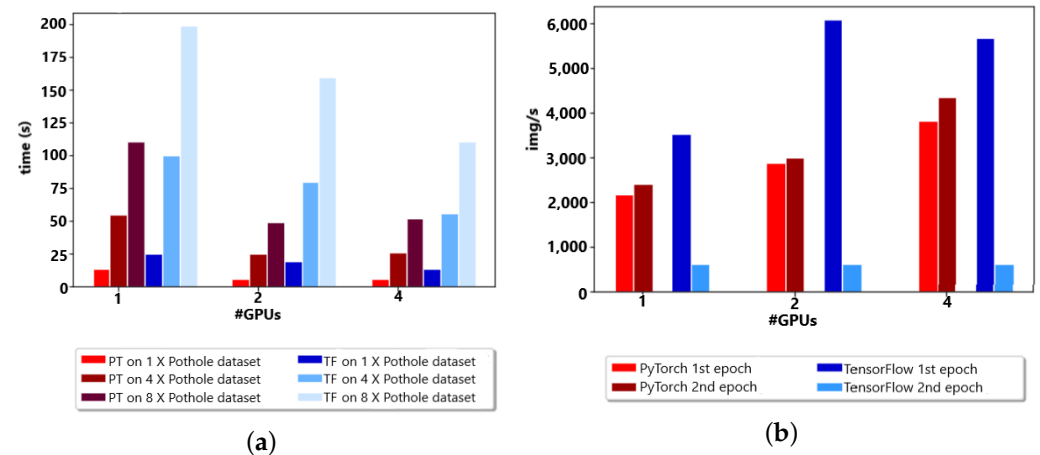 200
175
150
125
100
75
50
25
0
time (s)
1
2
4
#GPUs
PT on 1 X Pothole dataset
TF on 1 X Pothole dataset
PT on 4 X Pothole dataset
TF on 4 X Pothole dataset
PT on 8 X Pothole dataset
TF on 8 X Pothole dataset
(a)
6,000
5,000
4,000
3,000
2,000
1,000
0
img/s
1
2
4
#GPUs
PyTorch 1st epoch
TensorFlow 1st epoch
PyTorch 2nd epoch
TensorFlow 2nd epoch
(b)